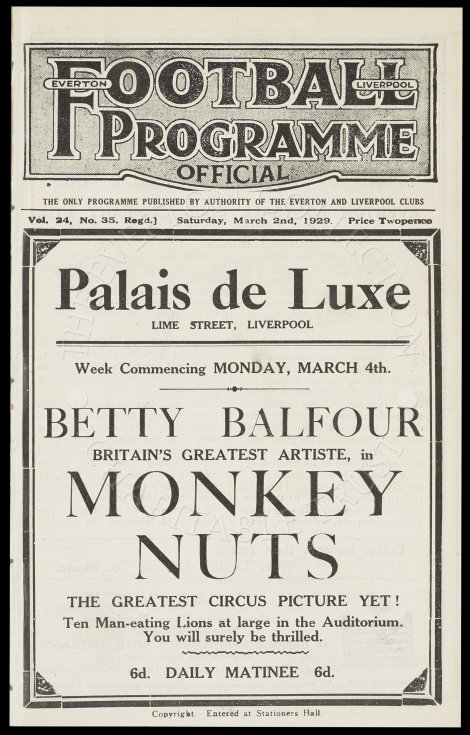 EVERTON LIVERPOOL
FOOTBALL
PROGRAMME
OFFICIAL
THE ONLY PROGRAMME PUBLISHED BY AUTHORITY OF THE EVERTON AND LIVERPOOL CLUBS
Vol. 24, No. 35. Regd.] Saturday, March 2nd, 1929. Price Twopence
Palais de Luxe
LIME STREET, LIVERPOOL
Week Commencing MONDAY, MARCH 4th.
BETTY BALFOUR
BRITAIN'S GREATEST ARTISTE, in
MONKEY
NUTS
THE GREATEST CIRCUS PICTURE YET!
Ten Man-eating Lions at large in the Auditorium.
You will surely be thrilled.
6d. DAILY MATINEE 6d.
Copyright. Entered at Stationers Hall.